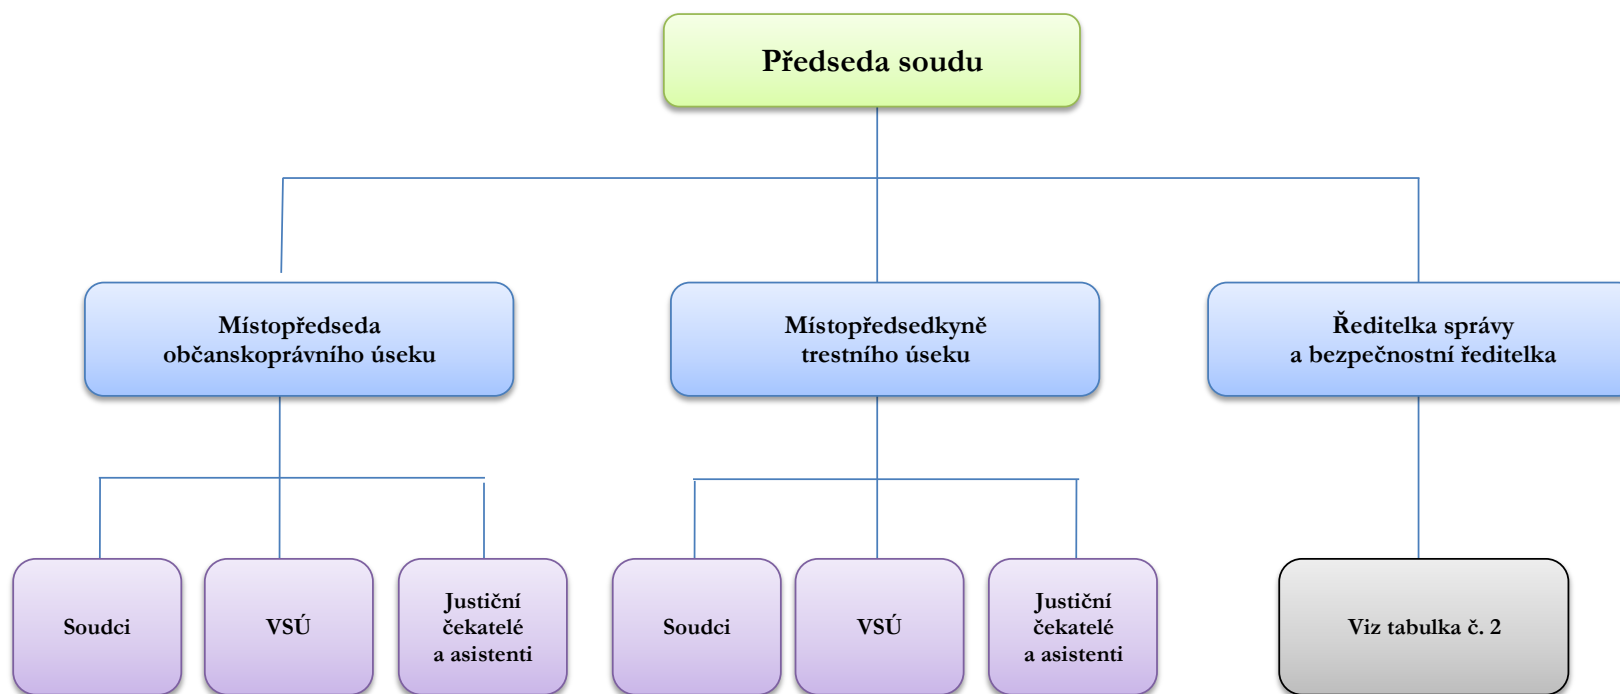 Předseda soudu
Místopředseda
občanskoprávního úseku
Místopředsedkyně
trestního úseku
Ředitelka správy
a bezpečnostní ředitelka
Soudci
VSÚ
Justiční
čekatelé
a asistenti
Soudci
VSÚ
Justiční
čekatelé
a asistenti
Viz tabulka č. 2